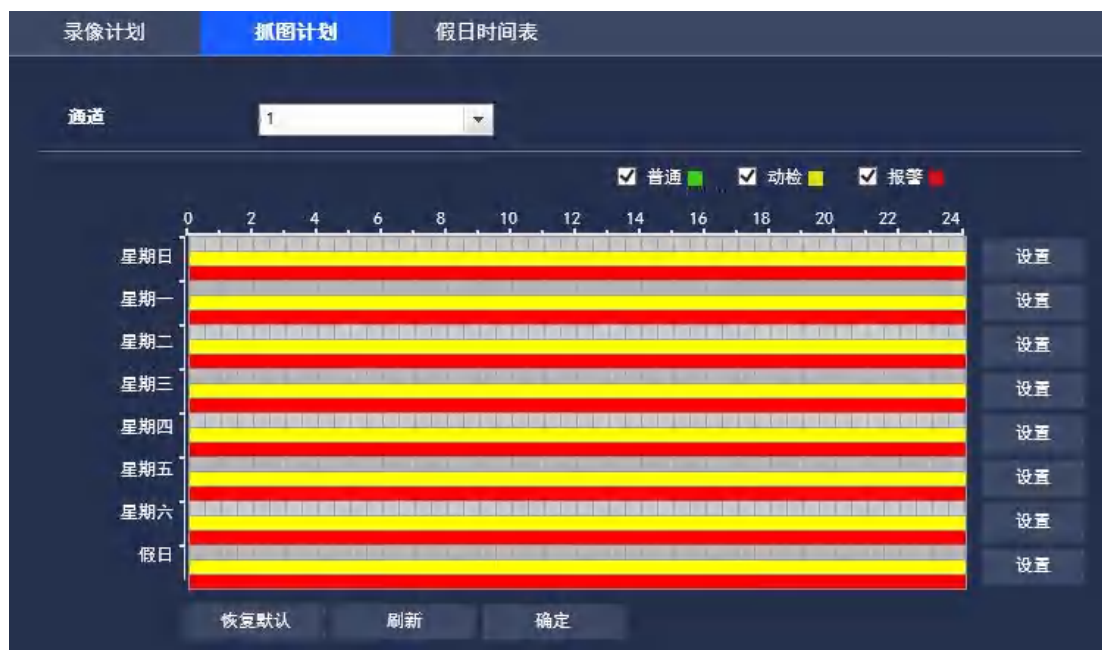 录像计划 抓图计划 假日时间表
通道 1
普通 动检 报警
0 2 4 6 8 10 12 14 16 18 20 22 24
星期日 设置
星期一 设置
星期二 设置
星期三 设置
星期四 设置
星期五 设置
星期六 设置
假日 设置
恢复默认 刷新 确定